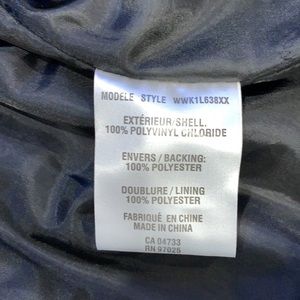 MODELE STYLE WWK1L638XX
EXTÉRIEUR/SHELL:
100% POLYVINYL CHLORIDE
ENVERS / BACKING:
100% POLYESTER
DOUBLURE / LINING
100% POLYESTER
FABRIQUÉ EN CHINE
MADE IN CHINA
CA 04733
RN 97025